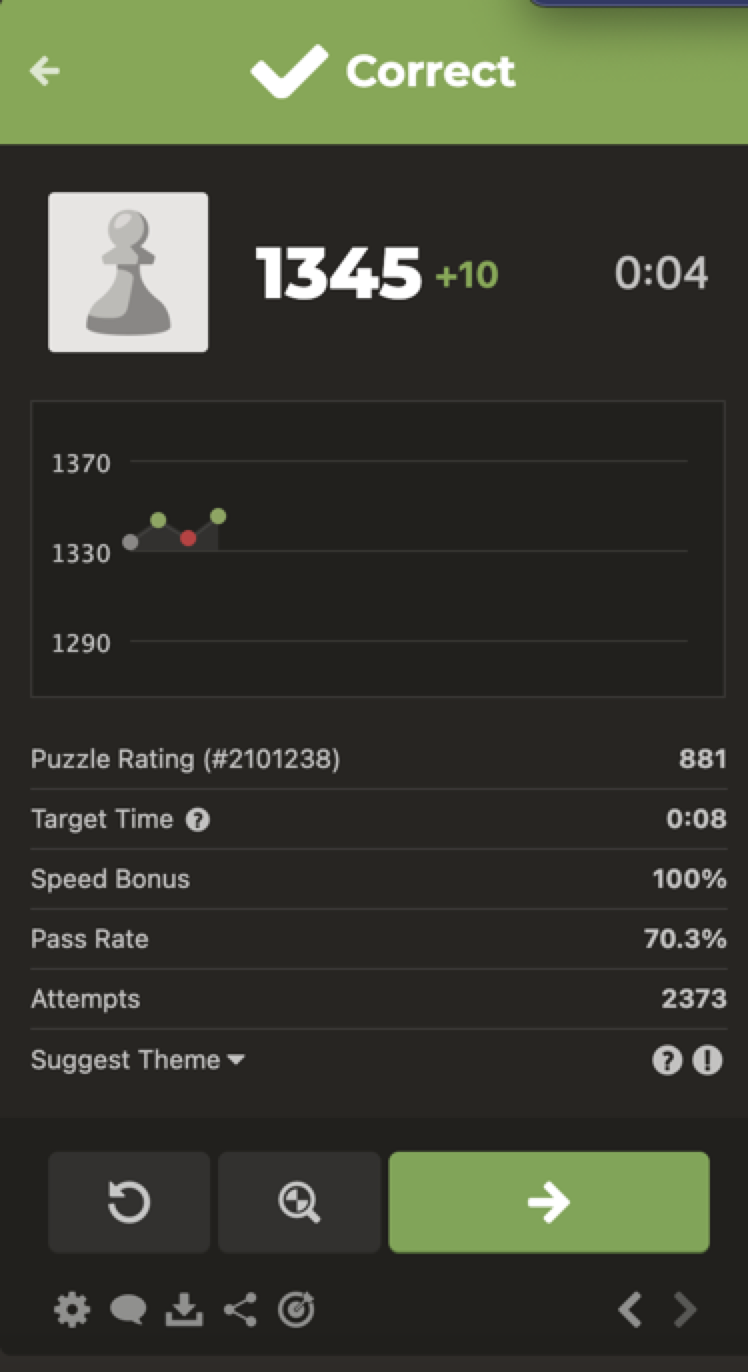 Correct
1345 +10 0:04
1370
1330
1290
Puzzle Rating (#2101238) 881
Target Time ? 0:08
Speed Bonus 100%
Pass Rate 70.3%
Attempts 2373
Suggest Theme ? !